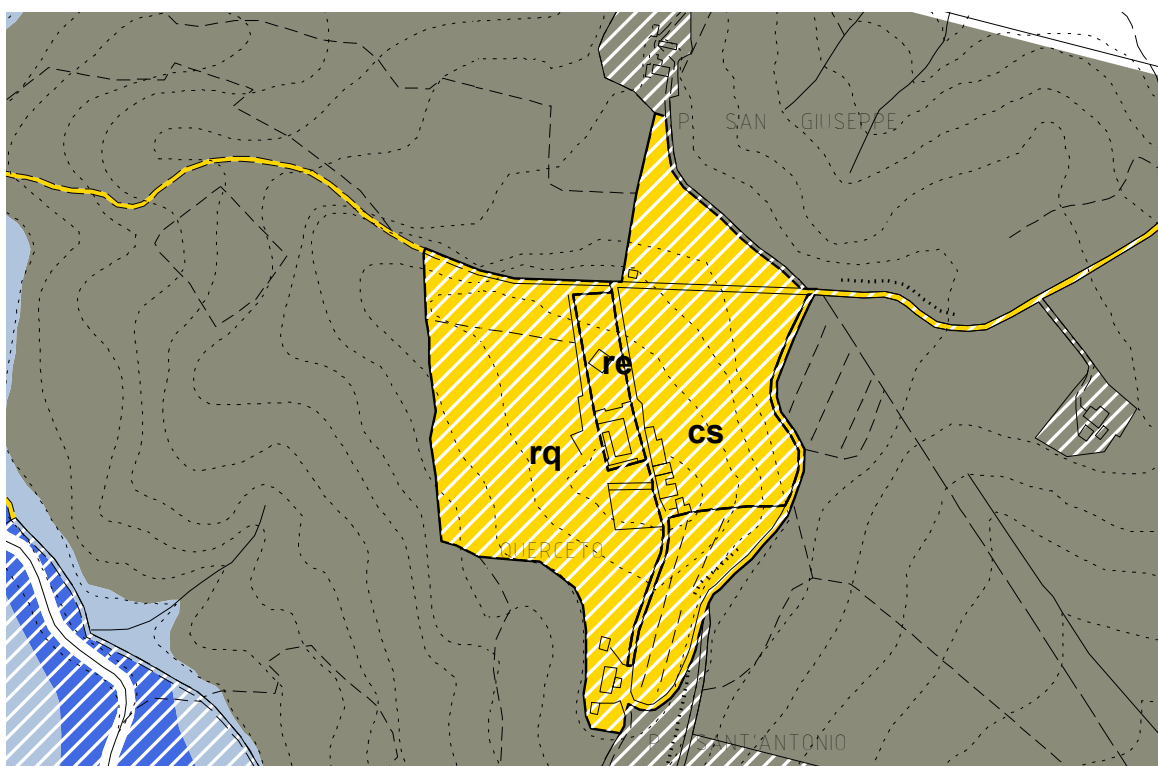 P. SAN GIUSEPPE
re
cs
rq
QUERCETO
P. SANT'ANTONIO